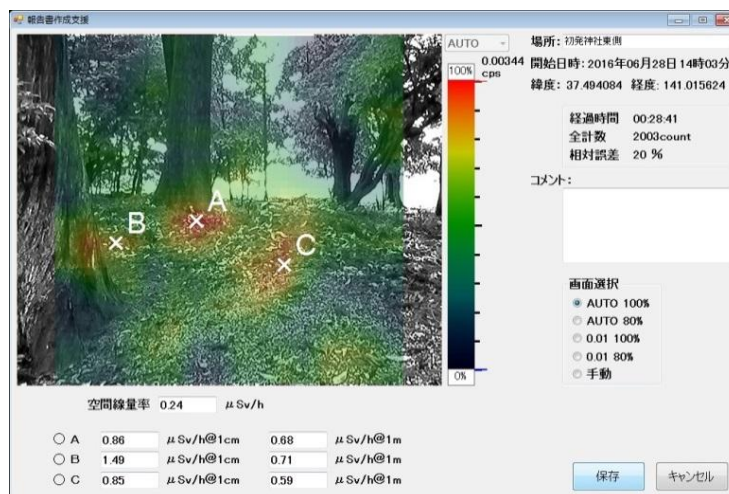 報告書作成支援
AUTO
100%
0.00344
cps
0%
A
B
C
場所: 初発神社東側
開始日時: 2016年06月28日14時03分
緯度: 37.494084 経度: 141.015624
経過時間 00:28:41
全計数 2003count
相対誤差 20 %
コメント:
画面選択
AUTO 100%
AUTO 80%
0.01 100%
0.01 80%
手動
空間線量率 0.24 μSv/h
A 0.86 μSv/h@1cm 0.68 μSv/h@1m
B 1.49 μSv/h@1cm 0.71 μSv/h@1m
C 0.85 μSv/h@1cm 0.59 μSv/h@1m
保存
キャンセル